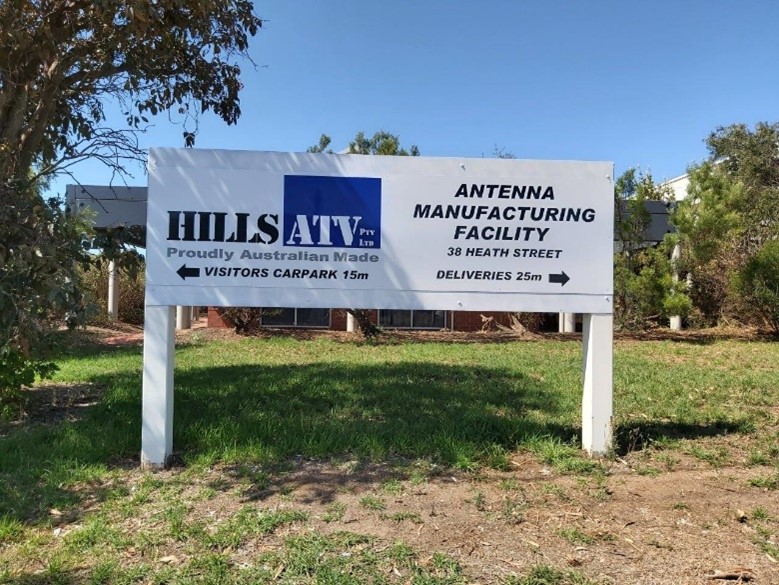 HILLS ATV PTY LTD
Proudly Australian Made
VISITORS CARPARK 15m
ANTENNA
MANUFACTURING
FACILITY
38 HEATH STREET
DELIVERIES 25m